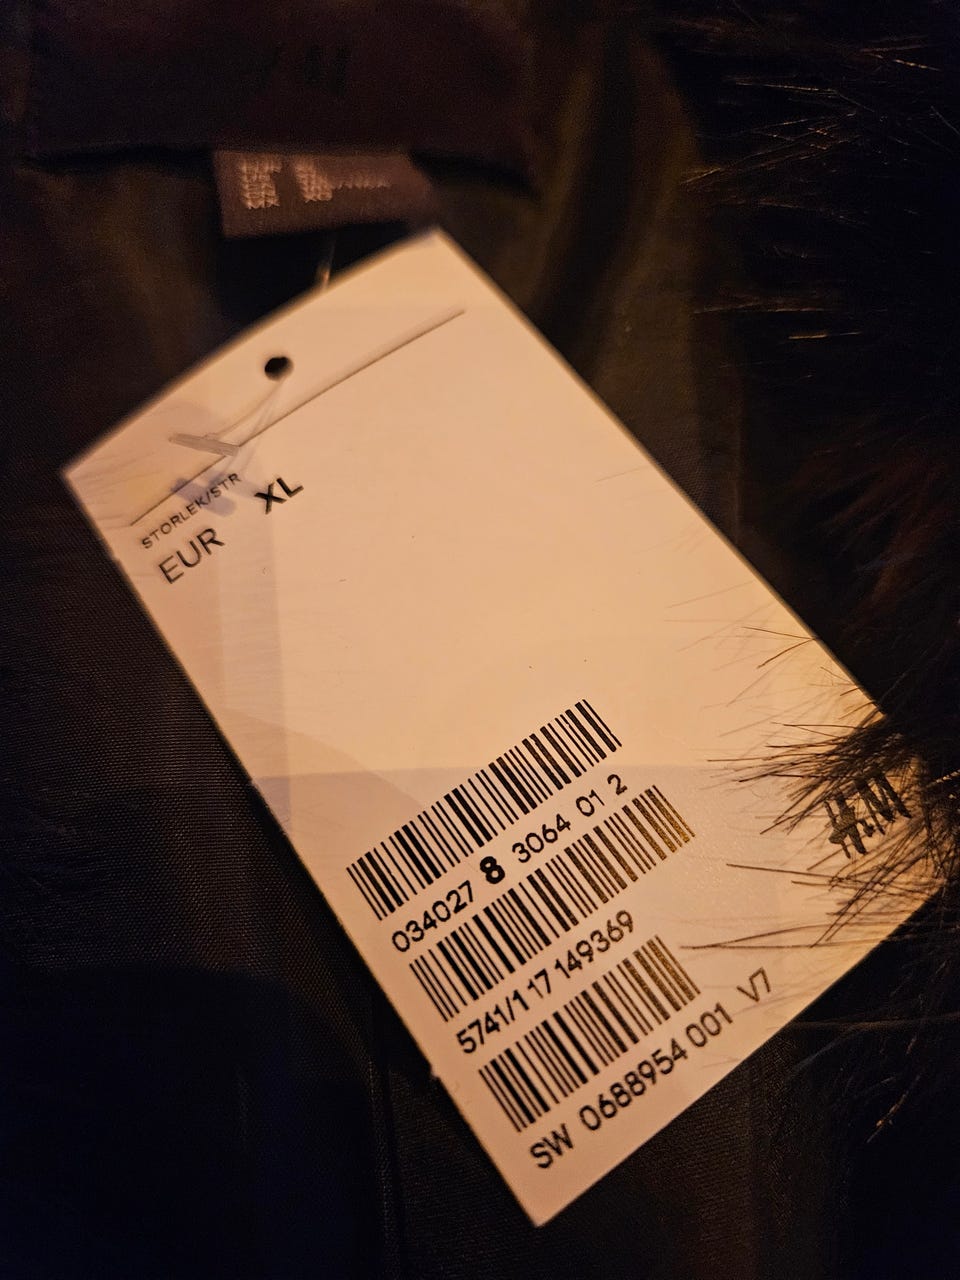 STORLEK/STR
EUR XL
034027 8 3064 01 2
5741/1 17 149369
SW 0688954 001 V7
H&M